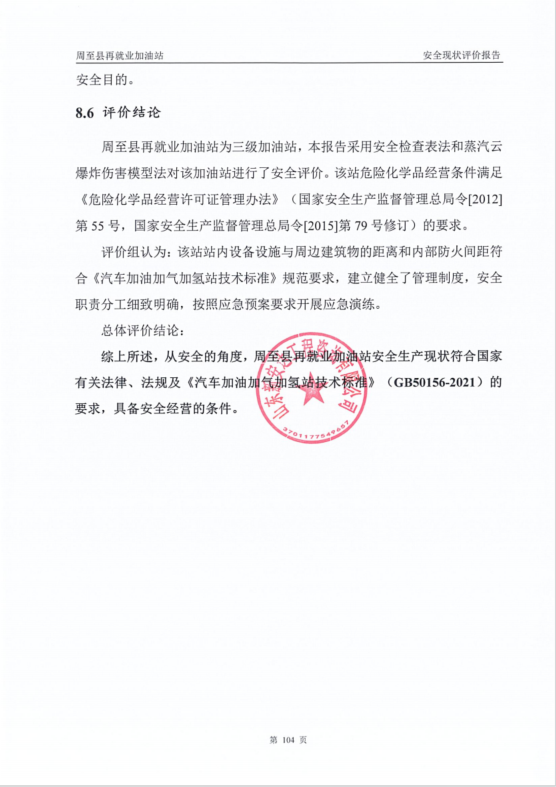 周至县再就业加油站 安全现状评价报告
安全目的。
8.6 评价结论
周至县再就业加油站为三级加油站，本报告采用安全检查表法和蒸汽云
爆炸伤害模型法对该加油站进行了安全评价。该站危险化学品经营条件满足
《危险化学品经营许可证管理办法》（国家安全生产监督管理总局令[2012]
第 55 号，国家安全生产监督管理总局令[2015]第 79 号修订）的要求。
评价组认为：该站站内设备设施与周边建筑物的距离和内部防火间距符
合《汽车加油加气加氢站技术标准》规范要求，建立健全了管理制度，安全
职责分工细致明确，按照应急预案要求开展应急演练。
总体评价结论：
综上所述，从安全的角度，周至县再就业加油站安全生产现状符合国家
有关法律、法规及《汽车加油加气加氢站技术标准》（GB50156-2021）的
要求，具备安全经营的条件。
第 104 页